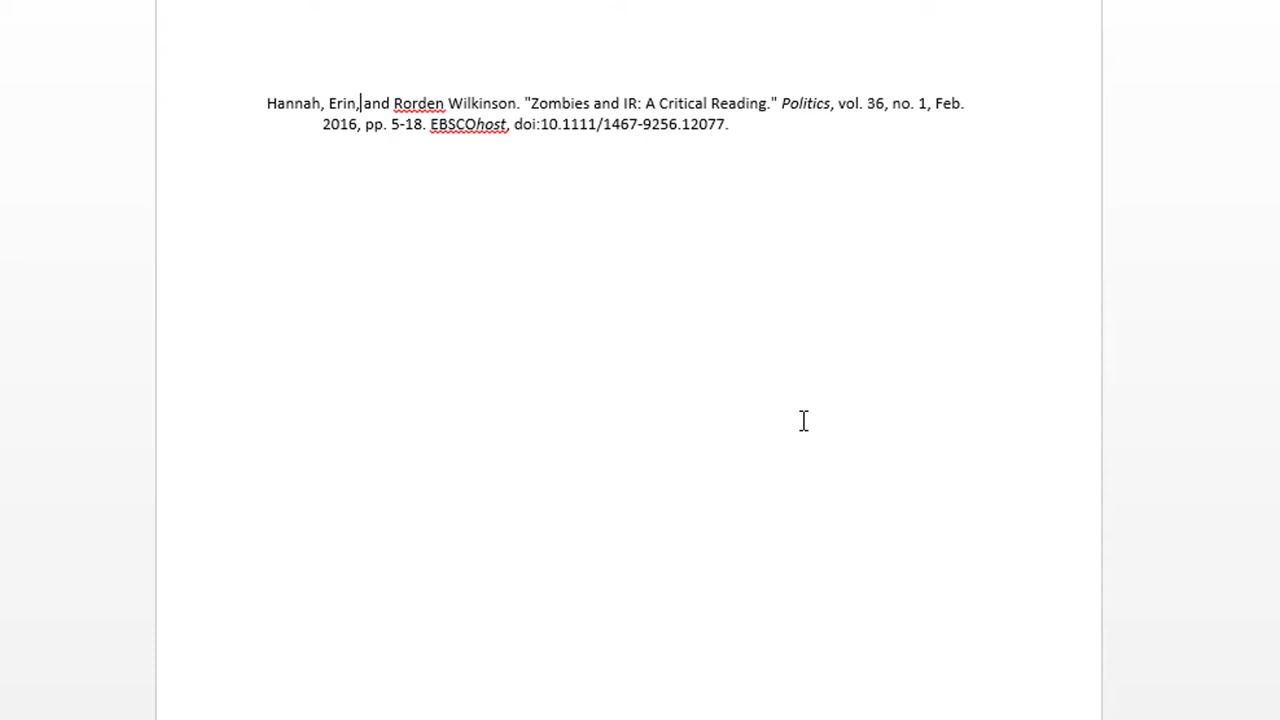 Hannah, Erin, and Rorden Wilkinson. "Zombies and IR: A Critical Reading." Politics, vol. 36, no. 1, Feb.
2016, pp. 5-18. EBSCOhost, doi:10.1111/1467-9256.12077.